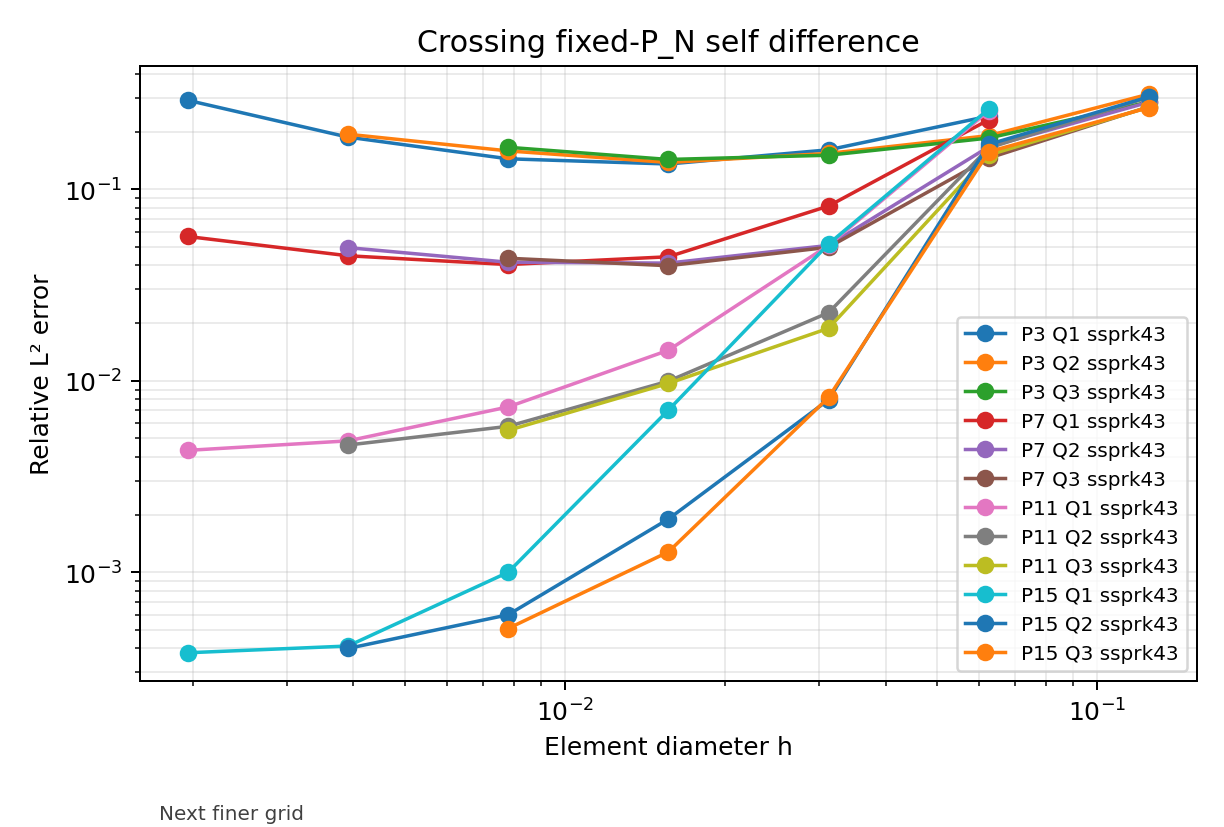 Crossing fixed-P_N self difference
Relative L² error
10⁻¹
10⁻²
10⁻³
P3 Q1 ssprk43
P3 Q2 ssprk43
P3 Q3 ssprk43
P7 Q1 ssprk43
P7 Q2 ssprk43
P7 Q3 ssprk43
P11 Q1 ssprk43
P11 Q2 ssprk43
P11 Q3 ssprk43
P15 Q1 ssprk43
P15 Q2 ssprk43
P15 Q3 ssprk43
10⁻² 10⁻¹
Element diameter h
Next finer grid